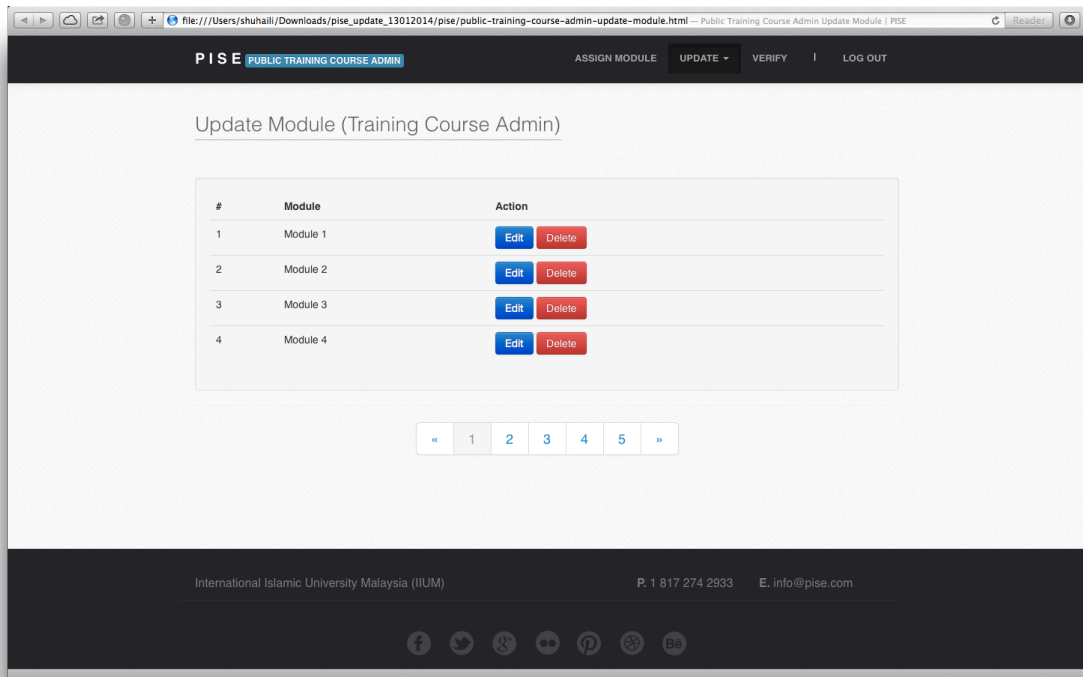 file:///Users/shuhaili/Downloads/pise_update_13012014/pise/public-training-course-admin-update-module.html — Public Training Course Admin Update Module | PISE
Reader
PISE PUBLIC TRAINING COURSE ADMIN
ASSIGN MODULE UPDATE VERIFY | LOG OUT
Update Module (Training Course Admin)
# Module Action
1 Module 1 Edit Delete
2 Module 2 Edit Delete
3 Module 3 Edit Delete
4 Module 4 Edit Delete
« 1 2 3 4 5 »
International Islamic University Malaysia (IIUM) P. 1 817 274 2933 E. info@pise.com